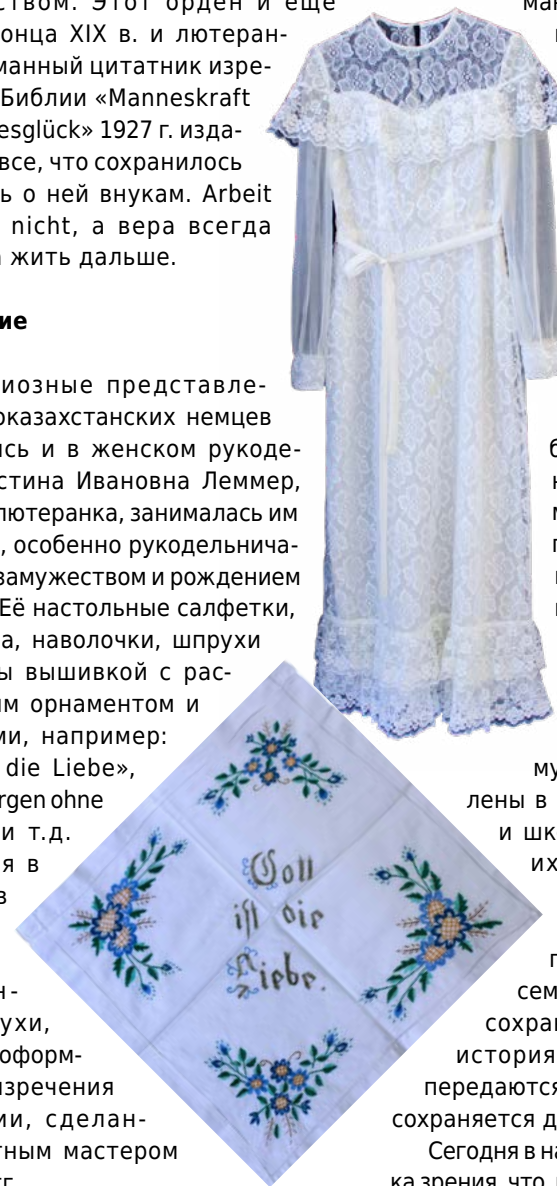 ством. Этот орден и ещё
онца XIX в. и лютеран-
манный цитатник изре-
Библии «Manneskraft
esglück» 1927 г. изда-
все, что сохранилось
ь о ней внукам. Arbeit
nicht, а вера всегда
жить дальше.
ие
иозные представле-
оказахстанских немцев
ись и в женском рукоде-
стина Ивановна Леммер,
лютеранка, занималась им
, особенно рукодельнича-
замужеством и рождением
Её настольные салфетки,
а, наволочки, шпрухи
ы вышивкой с рас-
им орнаментом и
ми, например:
die Liebe»,
rgen ohne
и т.д.
я в
в
н-
ухи,
оформ-
изречения
ии, сделан-
тным мастером
Gott
ist die
Liebe.
му
лены в
и шк
их
п
сем
сохра
история
передаются
сохраняется д
Сегодня в на
ка зрения, что